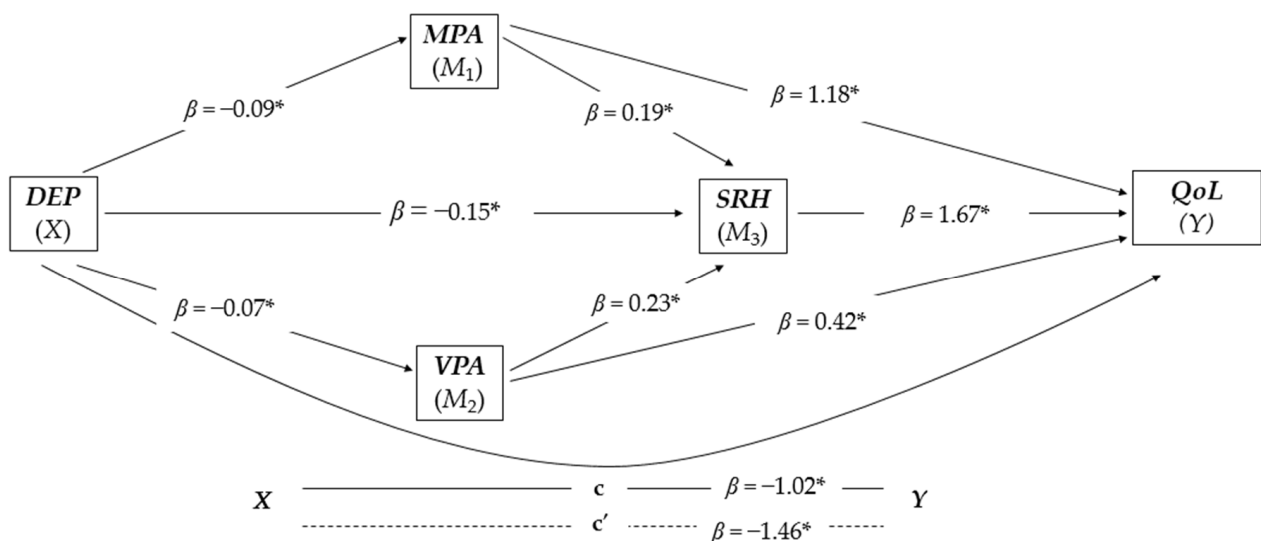 MPA
(M₁)
β = −0.09*
β = 0.19*
β = 1.18*
DEP
(X)
β = −0.15*
SRH
(M₃)
β = 1.67*
QoL
(Y)
β = −0.07*
β = 0.23*
β = 0.42*
VPA
(M₂)
X c β = −1.02* Y
c′ β = −1.46*